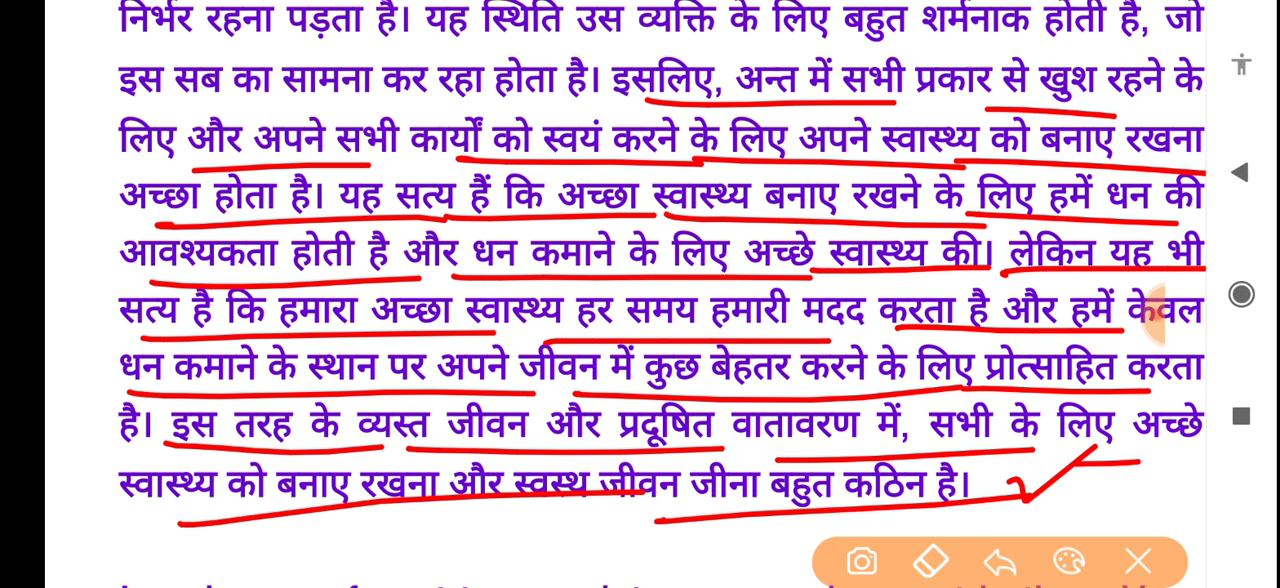 निर्भर रहना पड़ता है। यह स्थिति उस व्यक्ति के लिए बहुत शर्मनाक होती है, जो
इस सब का सामना कर रहा होता है। इसलिए, अन्त में सभी प्रकार से खुश रहने के
लिए और अपने सभी कार्यों को स्वयं करने के लिए अपने स्वास्थ्य को बनाए रखना
अच्छा होता है। यह सत्य हैं कि अच्छा स्वास्थ्य बनाए रखने के लिए हमें धन की
आवश्यकता होती है और धन कमाने के लिए अच्छे स्वास्थ्य की। लेकिन यह भी
सत्य है कि हमारा अच्छा स्वास्थ्य हर समय हमारी मदद करता है और हमें केवल
धन कमाने के स्थान पर अपने जीवन में कुछ बेहतर करने के लिए प्रोत्साहित करता
है। इस तरह के व्यस्त जीवन और प्रदूषित वातावरण में, सभी के लिए अच्छे
स्वास्थ्य को बनाए रखना और स्वस्थ जीवन जीना बहुत कठिन है।